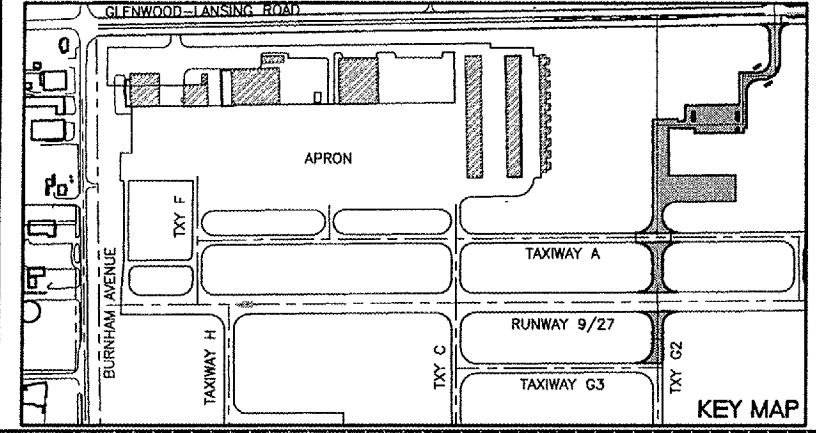 GLENWOOD-LANSING ROAD
APRON
TXY F
BURNHAM AVENUE
TAXIWAY A
TAXIWAY H
TXY C
RUNWAY 9/27
TXY G2
TAXIWAY G3
KEY MAP